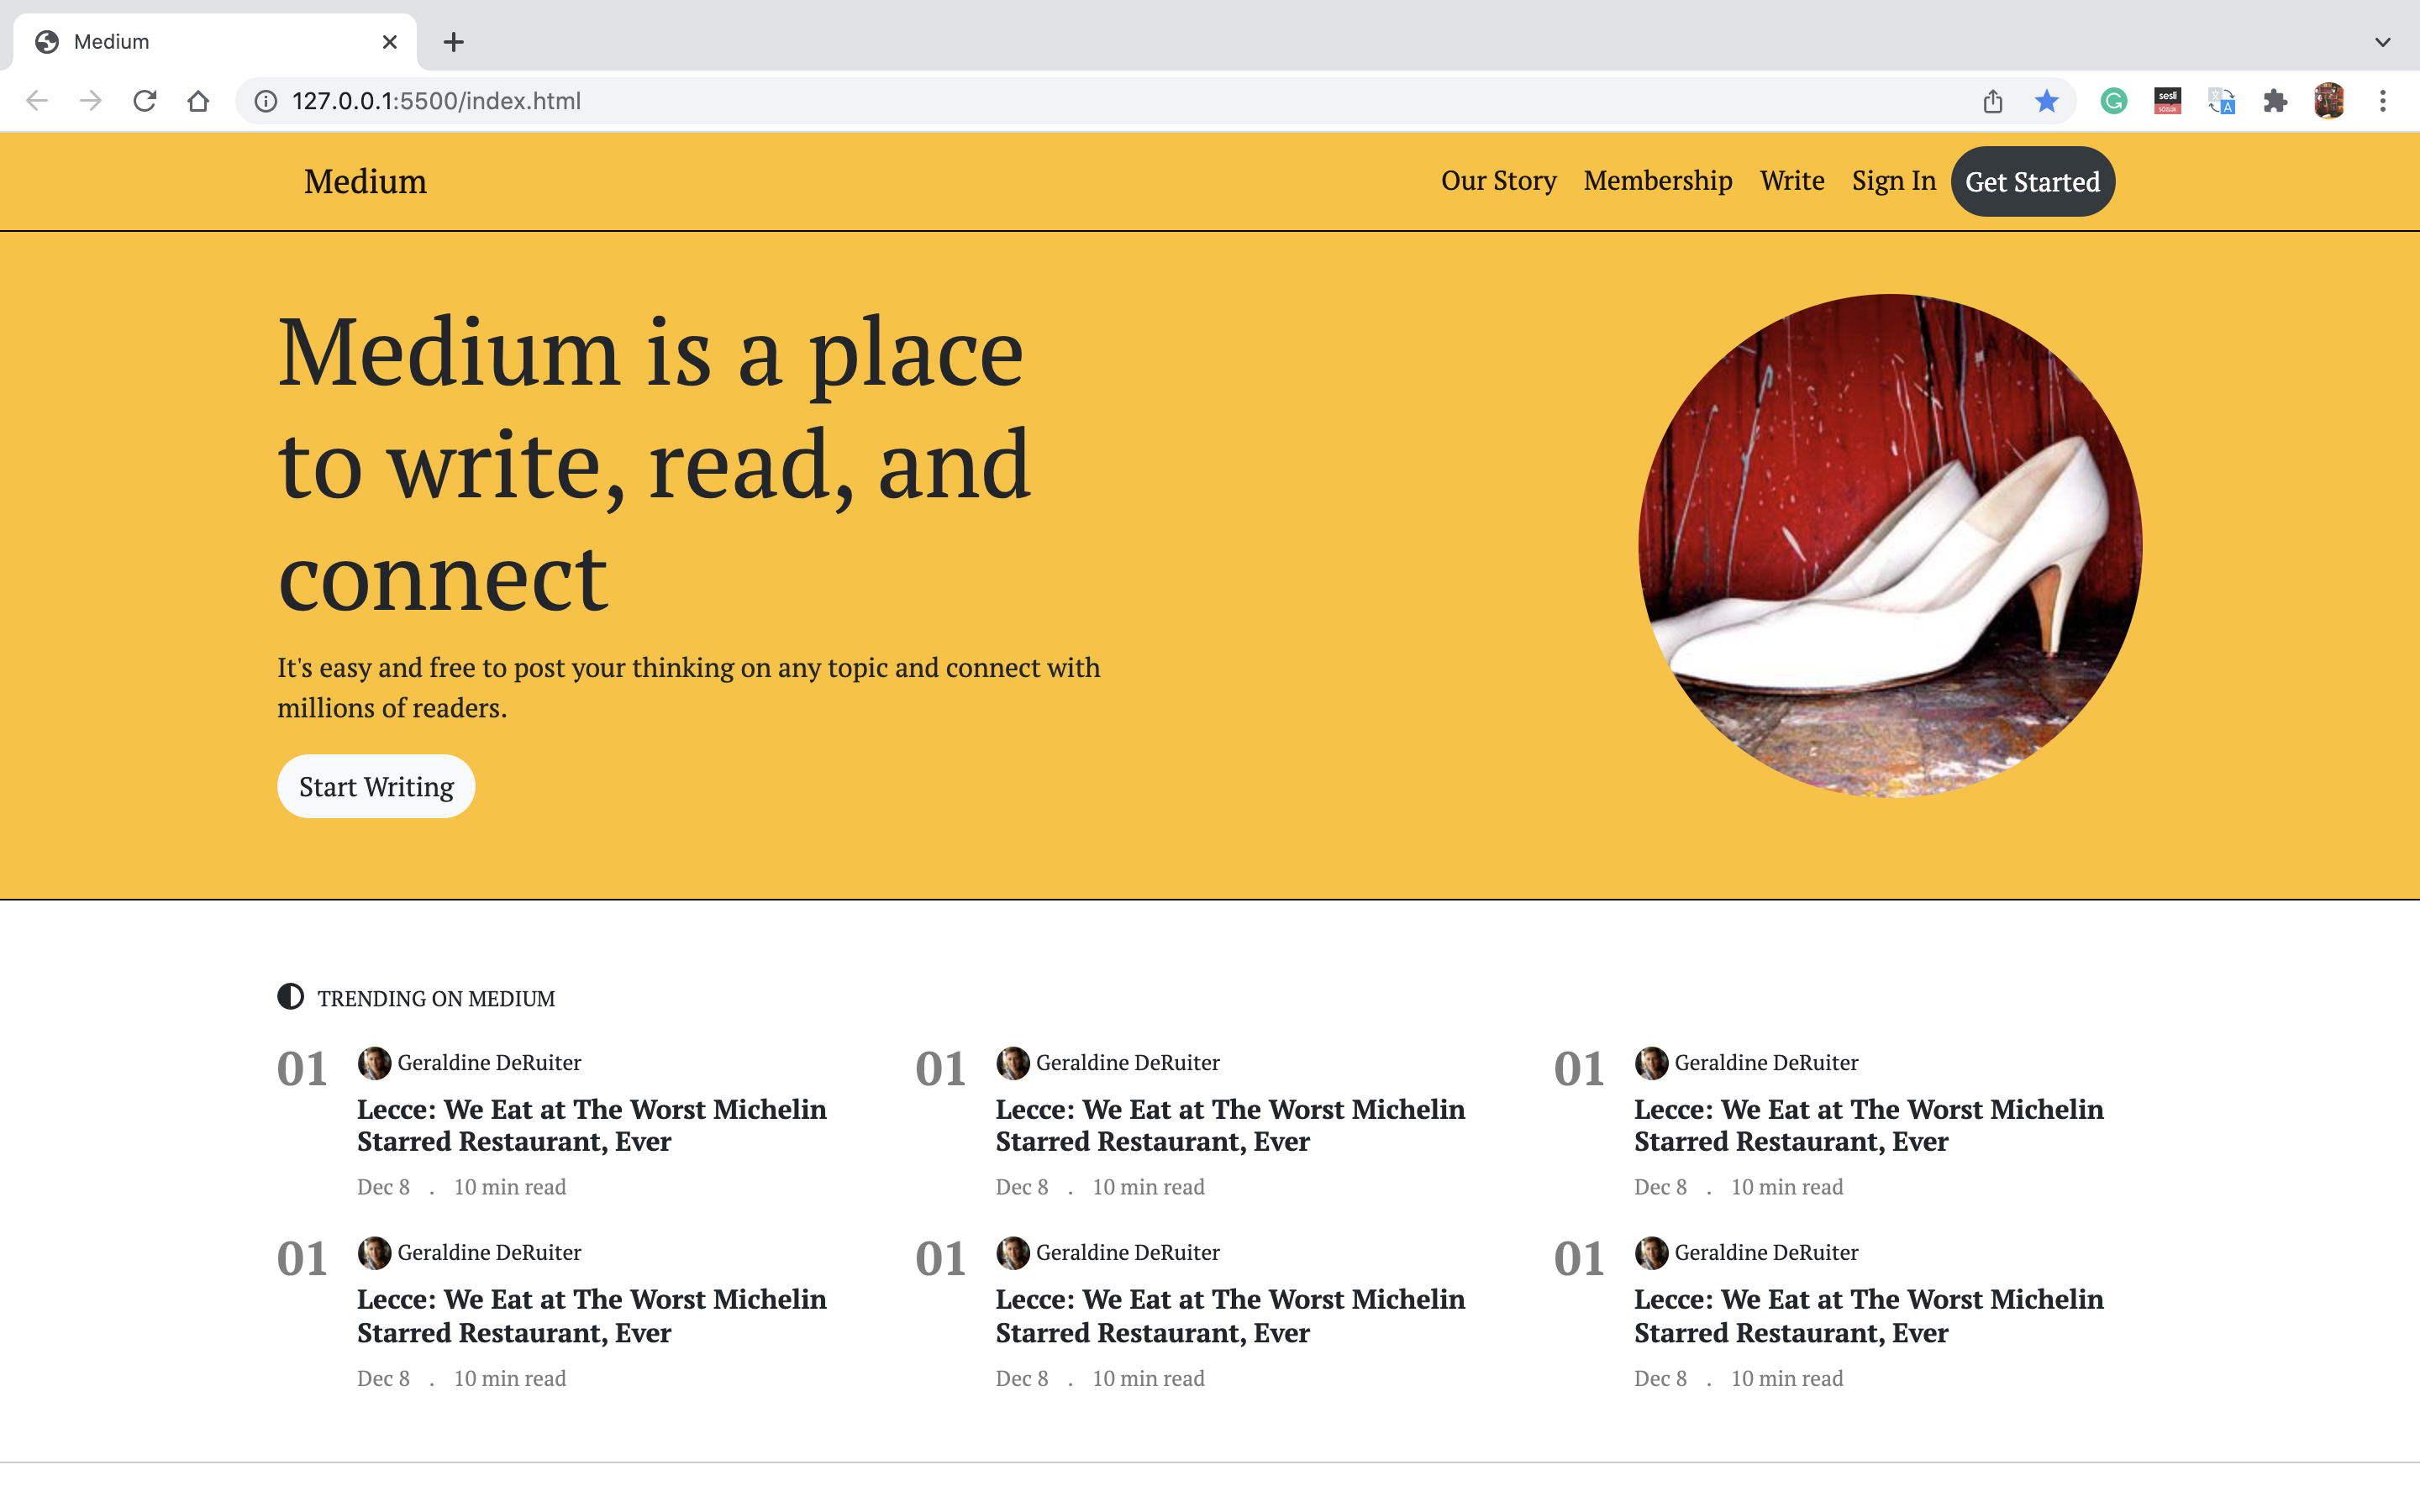 Medium
127.0.0.1:5500/index.html
sesli
sözlük
Medium
Our Story Membership Write Sign In Get Started
Medium is a place
to write, read, and
connect
It's easy and free to post your thinking on any topic and connect with
millions of readers.
Start Writing
TRENDING ON MEDIUM
01 Geraldine DeRuiter
Lecce: We Eat at The Worst Michelin
Starred Restaurant, Ever
Dec 8 . 10 min read
01 Geraldine DeRuiter
Lecce: We Eat at The Worst Michelin
Starred Restaurant, Ever
Dec 8 . 10 min read
01 Geraldine DeRuiter
Lecce: We Eat at The Worst Michelin
Starred Restaurant, Ever
Dec 8 . 10 min read
01 Geraldine DeRuiter
Lecce: We Eat at The Worst Michelin
Starred Restaurant, Ever
Dec 8 . 10 min read
01 Geraldine DeRuiter
Lecce: We Eat at The Worst Michelin
Starred Restaurant, Ever
Dec 8 . 10 min read
01 Geraldine DeRuiter
Lecce: We Eat at The Worst Michelin
Starred Restaurant, Ever
Dec 8 . 10 min read